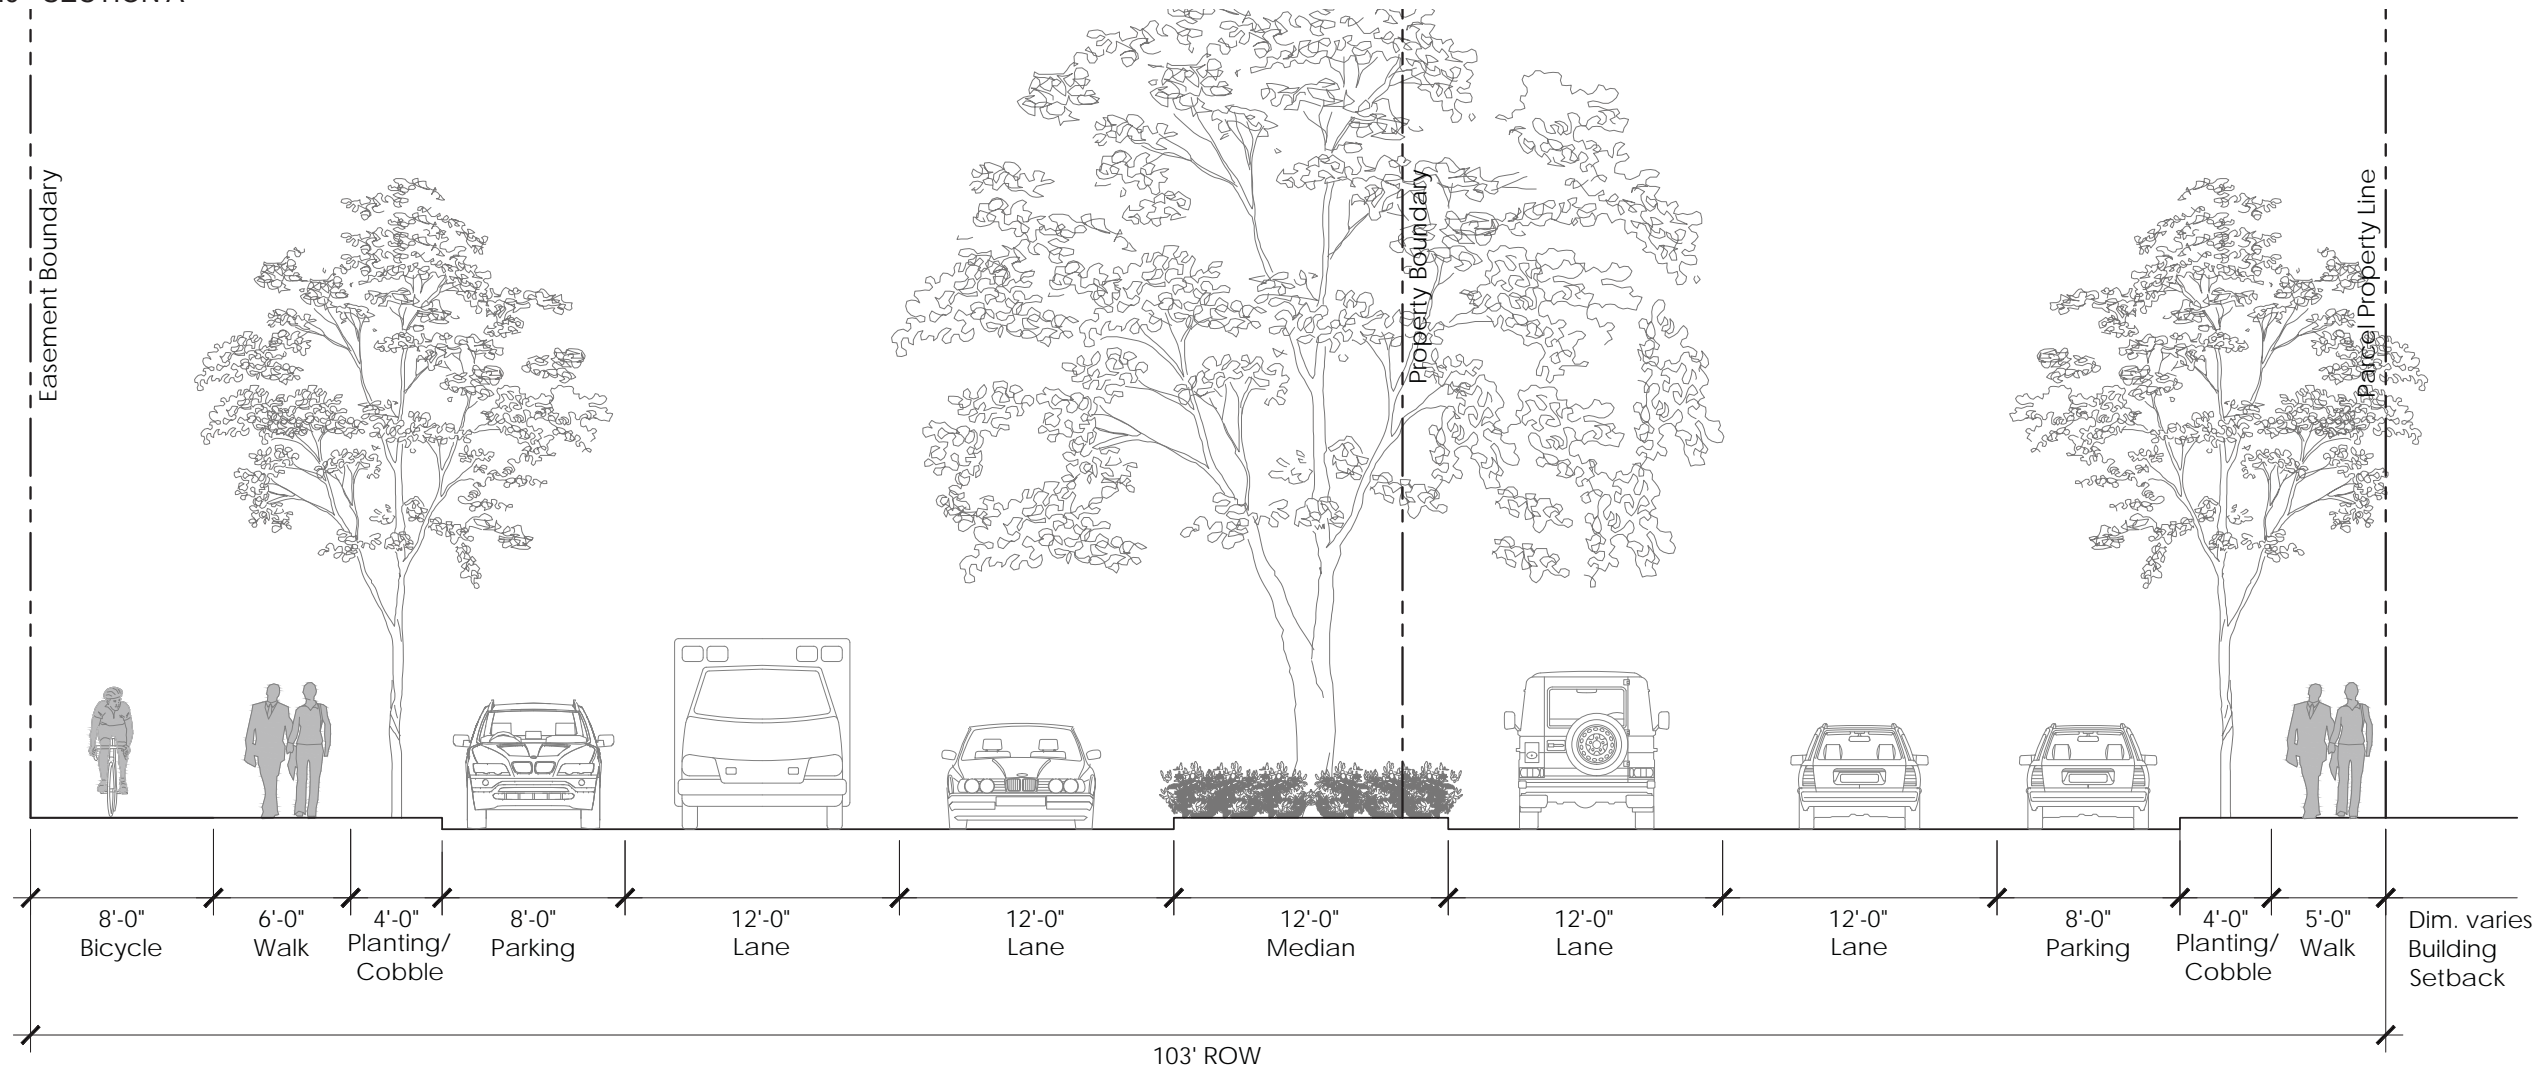 SECTION A
Easement Boundary
Property Boundary
Parcel Property Line
8'-0"
Bicycle
6'-0"
Walk
4'-0"
Planting/
Cobble
8'-0"
Parking
12'-0"
Lane
12'-0"
Lane
12'-0"
Median
12'-0"
Lane
12'-0"
Lane
8'-0"
Parking
4'-0"
Planting/
Cobble
5'-0"
Walk
Dim. varies
Building
Setback
103' ROW